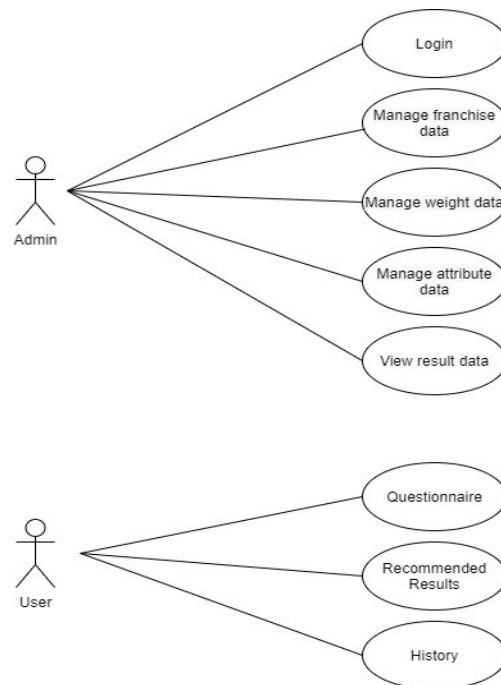 Login
Manage franchise
data
Admin
Manage weight data
Manage attribute
data
View result data
Questionnaire
User
Recommended
Results
History